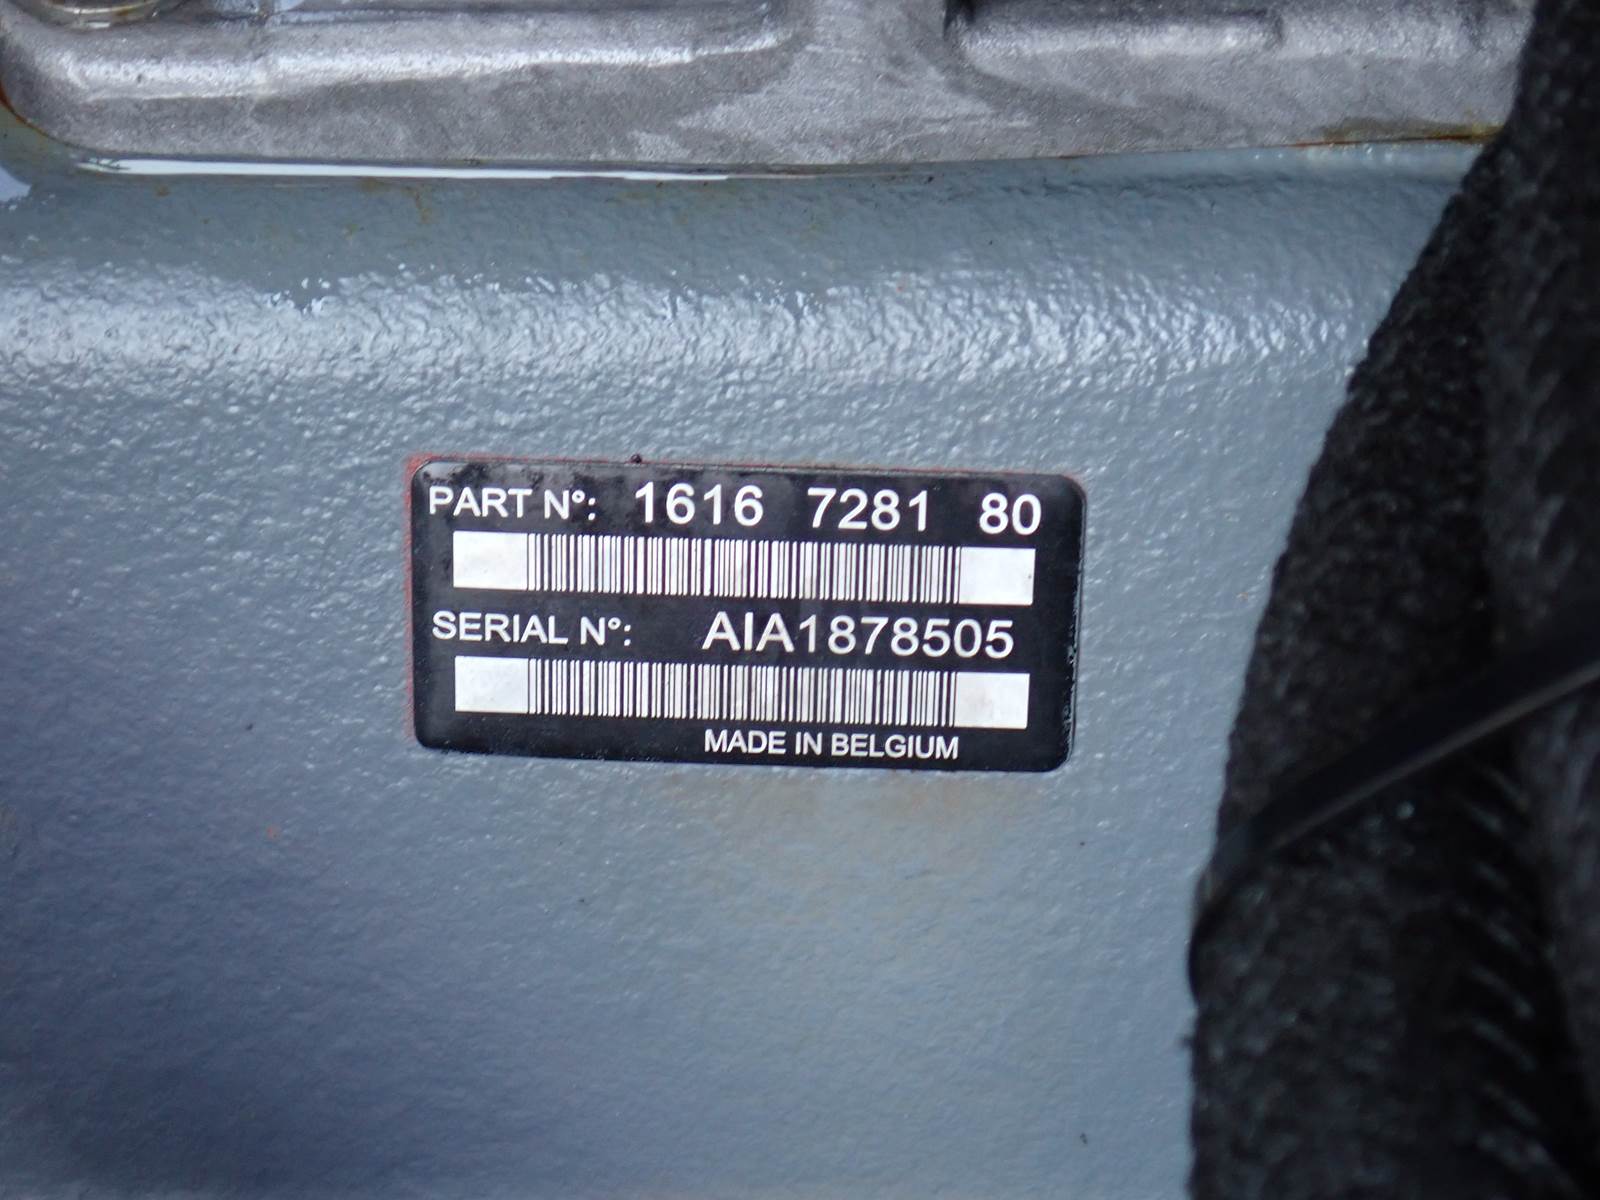 PART N°: 1616 7281 80
SERIAL N°: AIA1878505
MADE IN BELGIUM